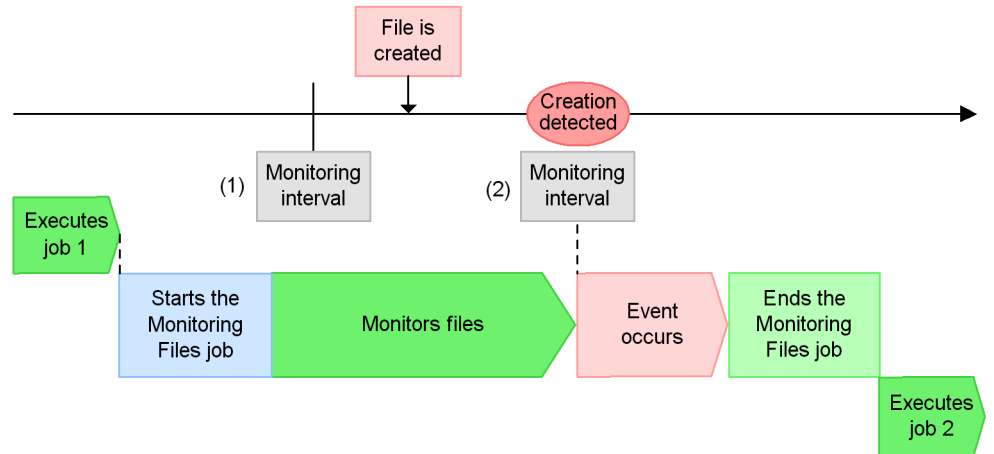 File is
created
Creation
detected
(1)
Monitoring
interval
(2)
Monitoring
interval
Executes
job 1
Starts the
Monitoring
Files job
Monitors files
Event
occurs
Ends the
Monitoring
Files job
Executes
job 2